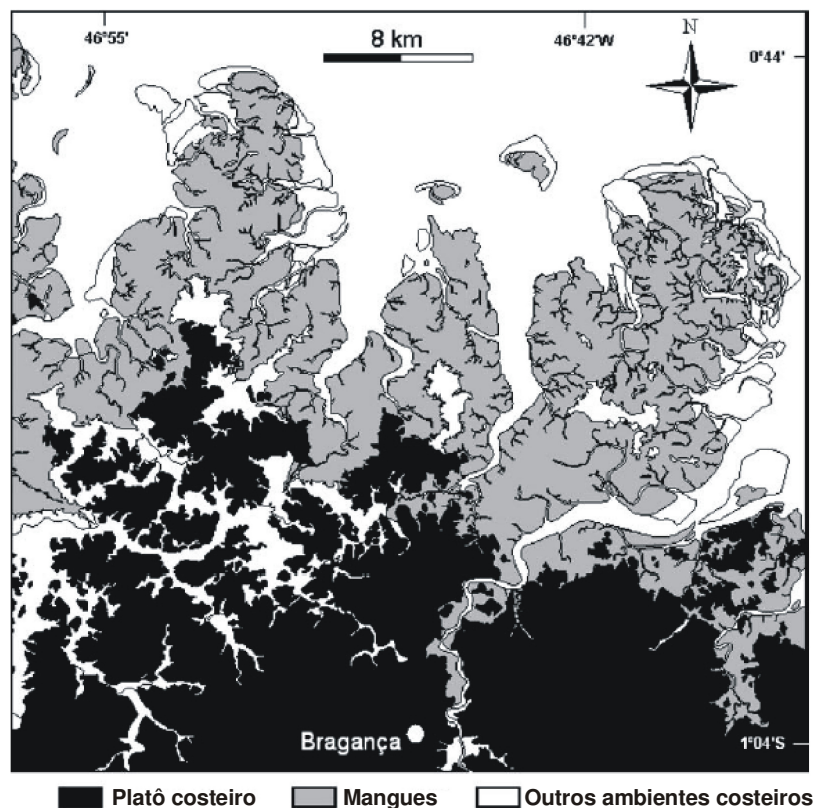 46°55'
8 km
46°42'W
N
0°44'
Bragança
1°04'S
Platô costeiro
Mangues
Outros ambientes costeiros